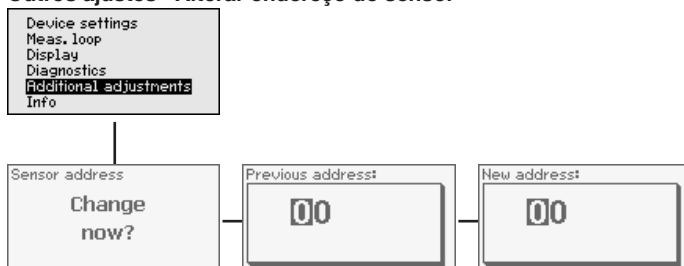 Outros ajustes - Alterar endereço do sensor
Device settings
Meas. loop
Display
Diagnostics
Additional adjustments
Info
Sensor address
Change
now?
Previous address:
00
New address:
00